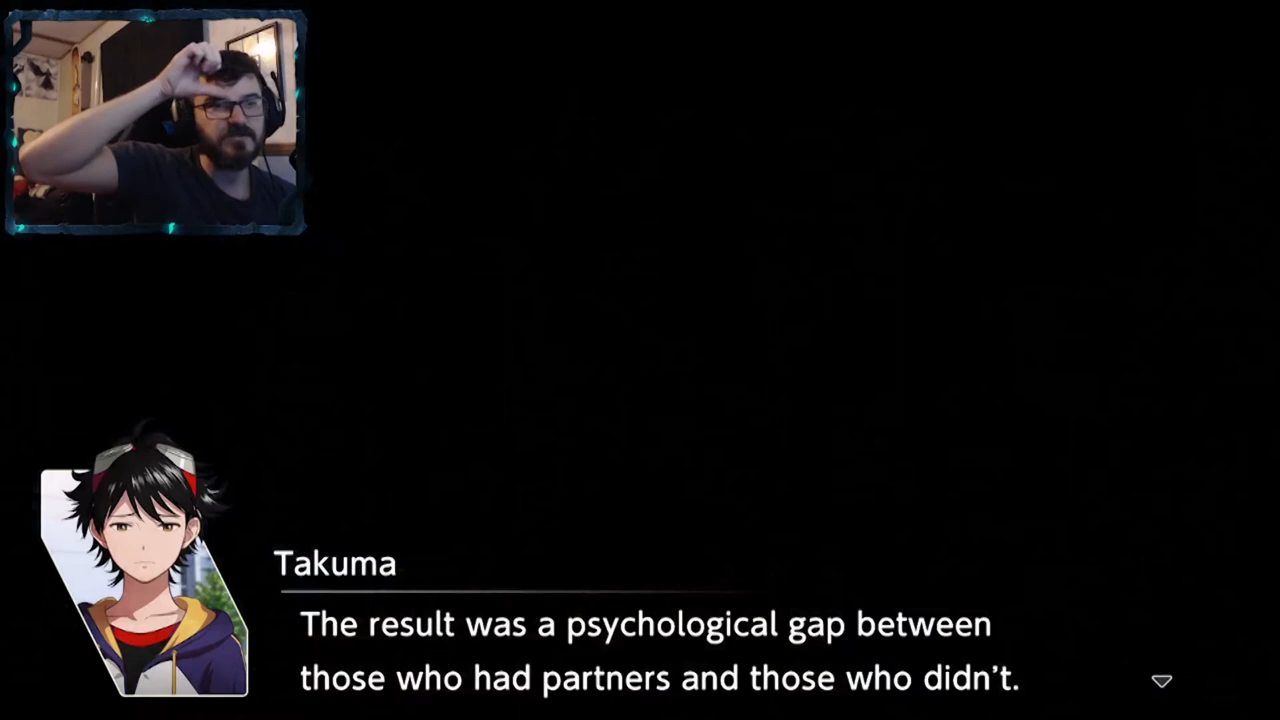 Takuma
The result was a psychological gap between
those who had partners and those who didn't.